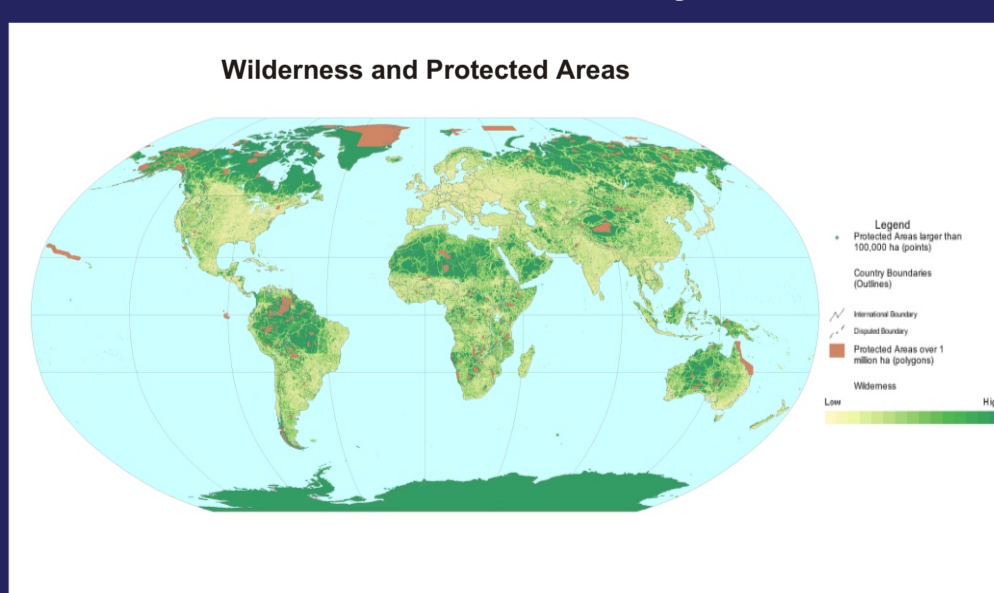 Wilderness and Protected Areas
Legend
Protected Areas larger than
100,000 ha (points)
Country Boundaries
(Outlines)
International Boundary
Disputed Boundary
Protected Areas over 1
million ha (polygons)
Wilderness
Low